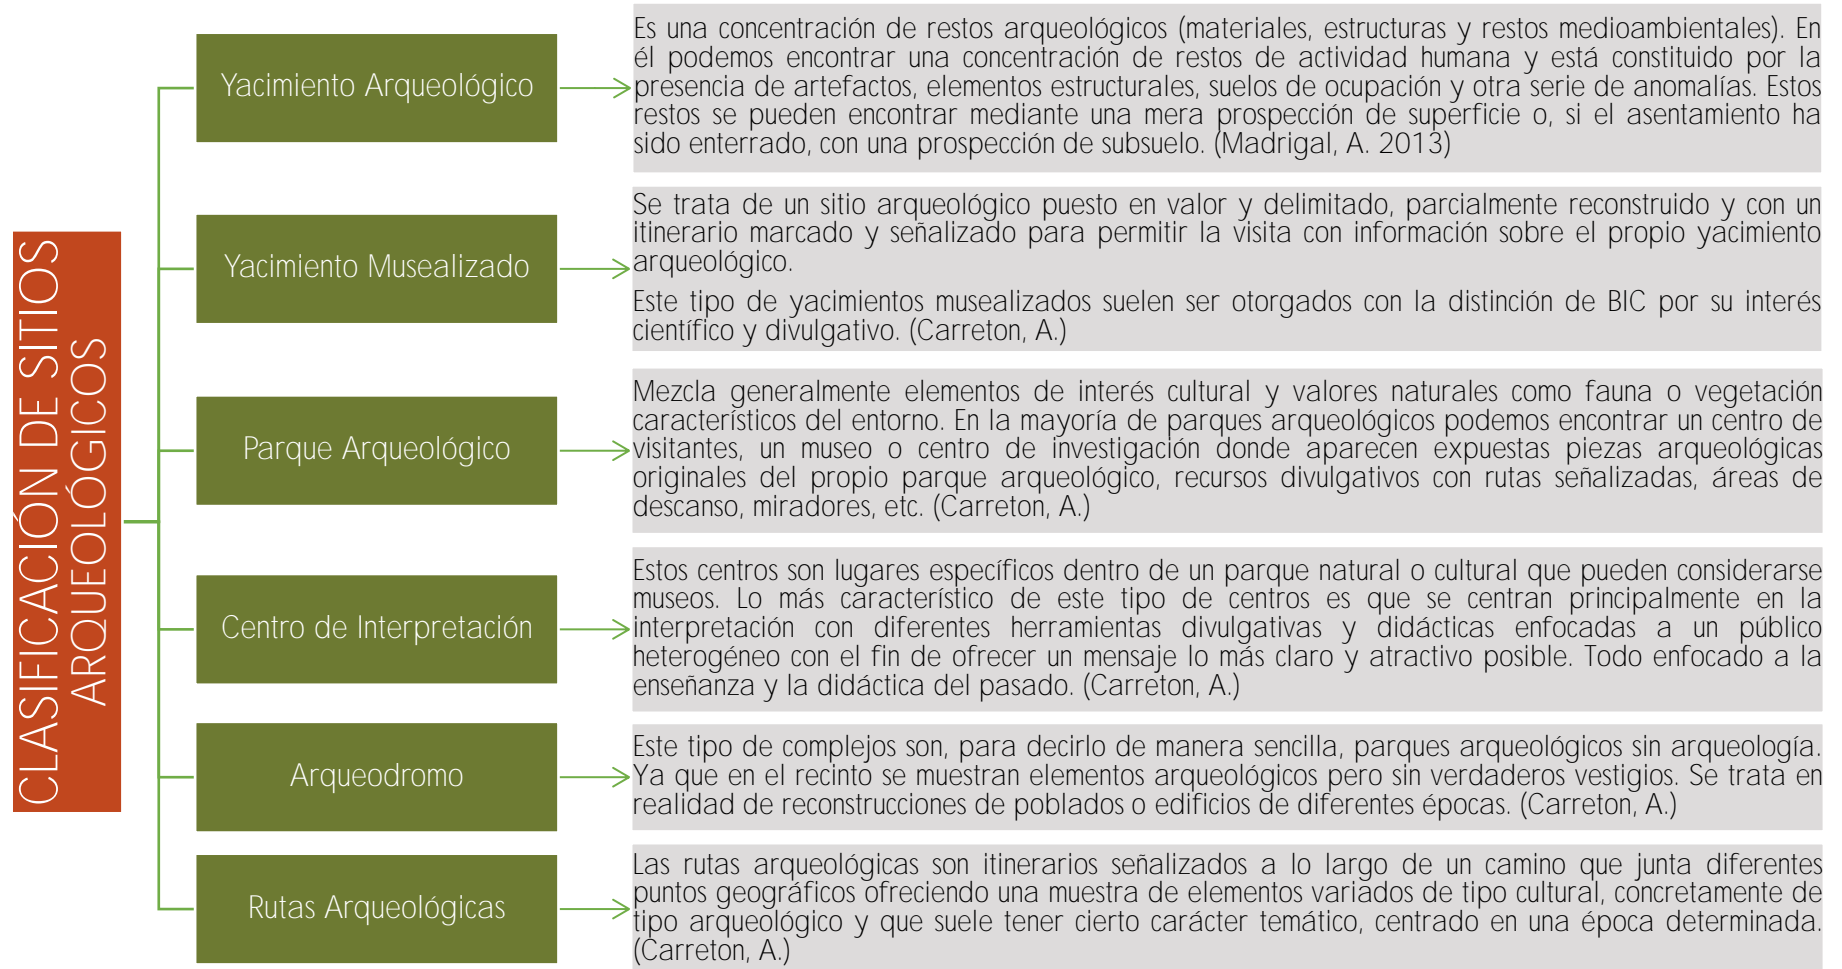 CLASIFICACIÓN DE SITIOS
ARQUEOLÓGICOS
Yacimiento Arqueológico
Es una concentración de restos arqueológicos (materiales, estructuras y restos medioambientales). En
él podemos encontrar una concentración de restos de actividad humana y está constituido por la
presencia de artefactos, elementos estructurales, suelos de ocupación y otra serie de anomalías. Estos
restos se pueden encontrar mediante una mera prospección de superficie o, si el asentamiento ha
sido enterrado, con una prospección de subsuelo. (Madrigal, A. 2013)
Yacimiento Musealizado
Se trata de un sitio arqueológico puesto en valor y delimitado, parcialmente reconstruido y con un
itinerario marcado y señalizado para permitir la visita con información sobre el propio yacimiento
arqueológico.
Este tipo de yacimientos musealizados suelen ser otorgados con la distinción de BIC por su interés
científico y divulgativo. (Carreton, A.)
Parque Arqueológico
Mezcla generalmente elementos de interés cultural y valores naturales como fauna o vegetación
característicos del entorno. En la mayoría de parques arqueológicos podemos encontrar un centro de
visitantes, un museo o centro de investigación donde aparecen expuestas piezas arqueológicas
originales del propio parque arqueológico, recursos divulgativos con rutas señalizadas, áreas de
descanso, miradores, etc. (Carreton, A.)
Centro de Interpretación
Estos centros son lugares específicos dentro de un parque natural o cultural que pueden considerarse
museos. Lo más característico de este tipo de centros es que se centran principalmente en la
interpretación con diferentes herramientas divulgativas y didácticas enfocadas a un público
heterogéneo con el fin de ofrecer un mensaje lo más claro y atractivo posible. Todo enfocado a la
enseñanza y la didáctica del pasado. (Carreton, A.)
Arqueodromo
Este tipo de complejos son, para decirlo de manera sencilla, parques arqueológicos sin arqueología.
Ya que en el recinto se muestran elementos arqueológicos pero sin verdaderos vestigios. Se trata en
realidad de reconstrucciones de poblados o edificios de diferentes épocas. (Carreton, A.)
Rutas Arqueológicas
Las rutas arqueológicas son itinerarios señalizados a lo largo de un camino que junta diferentes
puntos geográficos ofreciendo una muestra de elementos variados de tipo cultural, concretamente de
tipo arqueológico y que suele tener cierto carácter temático, centrado en una época determinada.
(Carreton, A.)